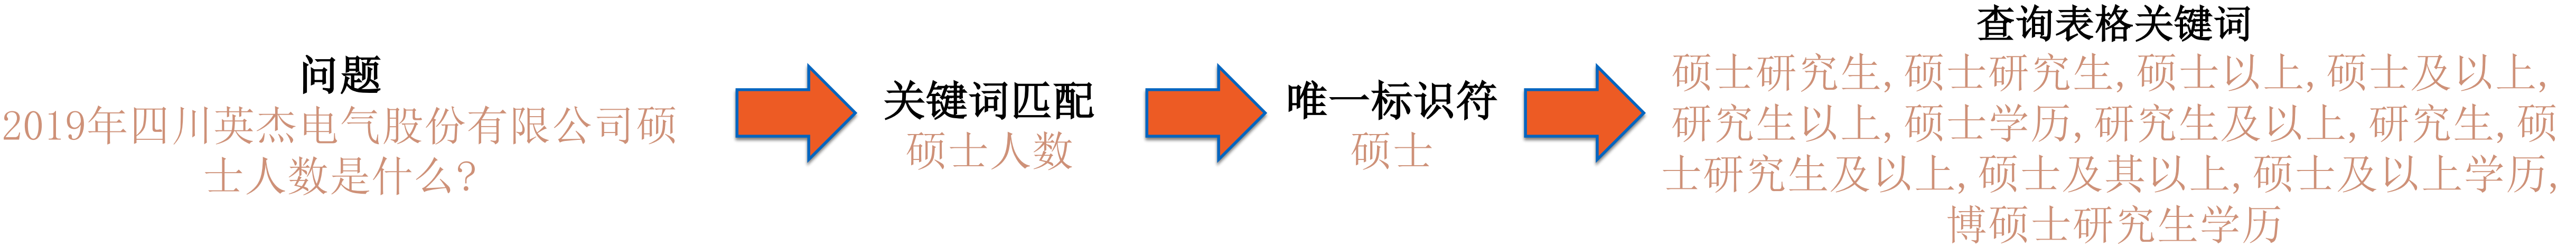 问题
2019年四川英杰电气股份有限公司硕
士人数是什么?
关键词匹配
硕士人数
唯一标识符
硕士
查询表格关键词
硕士研究生, 硕士研究生, 硕士以上, 硕士及以上,
研究生以上, 硕士学历, 研究生及以上, 研究生, 硕
士研究生及以上, 硕士及其以上, 硕士及以上学历,
博硕士研究生学历